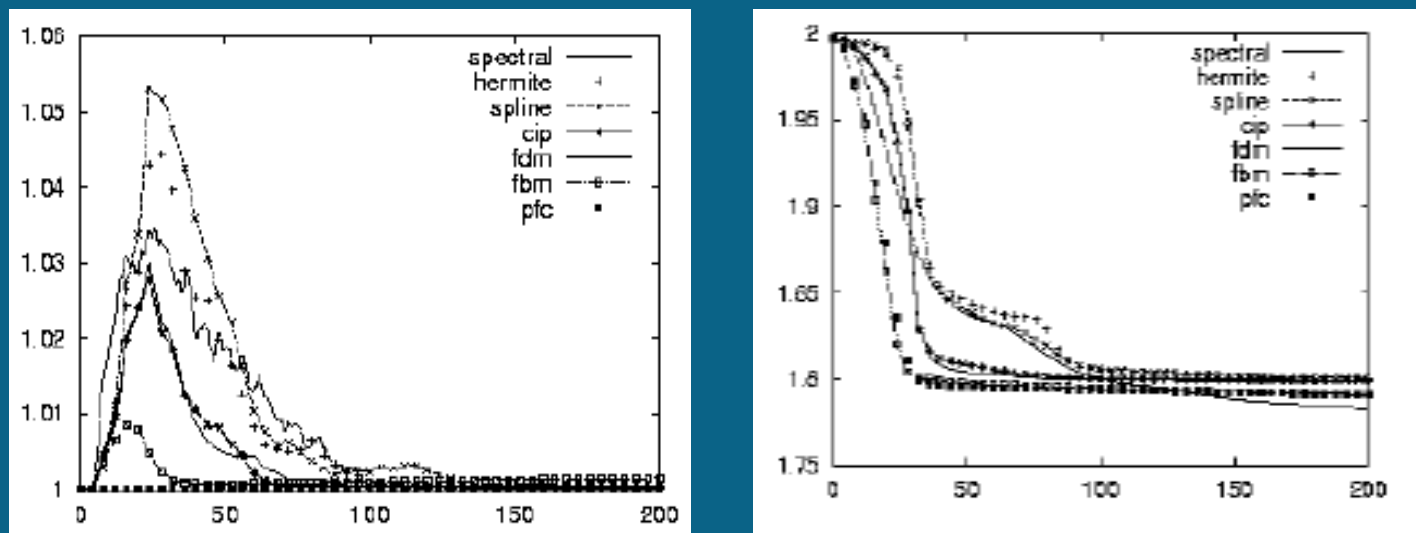 1.06
1.05
1.04
1.03
1.02
1.01
1
0 50 100 150 200
spectral
hermite
spline
cip
fdm
fbm
pfc
2
1.95
1.9
1.65
1.8
1.75
0 50 100 150 200
spectral
hermite
spline
cip
fdm
fbm
pfc